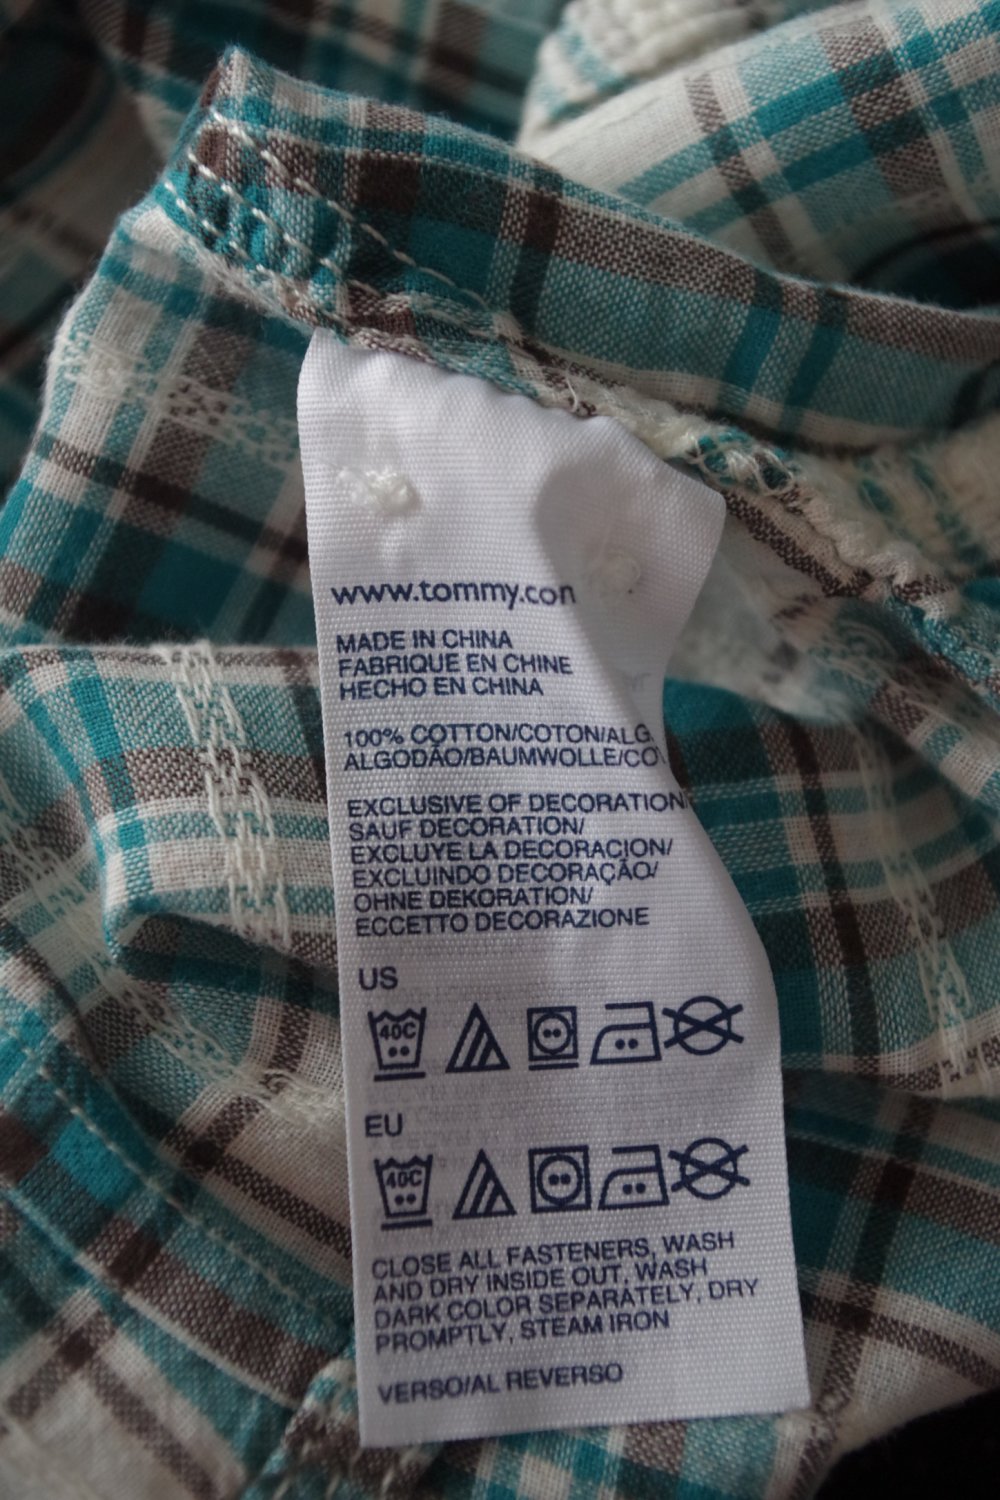 www.tommy.con
MADE IN CHINA
FABRIQUE EN CHINE
HECHO EN CHINA
100% COTTON/COTON/ALG
ALGODÃO/BAUMWOLLE/CO
EXCLUSIVE OF DECORATION
SAUF DECORATION/
EXCLUYE LA DECORACION/
EXCLUINDO DECORAÇÃO/
OHNE DEKORATION/
ECCETTO DECORAZIONE
US
40C
EU
40C
CLOSE ALL FASTENERS, WASH
AND DRY INSIDE OUT, WASH
DARK COLOR SEPARATELY, DRY
PROMPTLY, STEAM IRON
VERSO/AL REVERSO